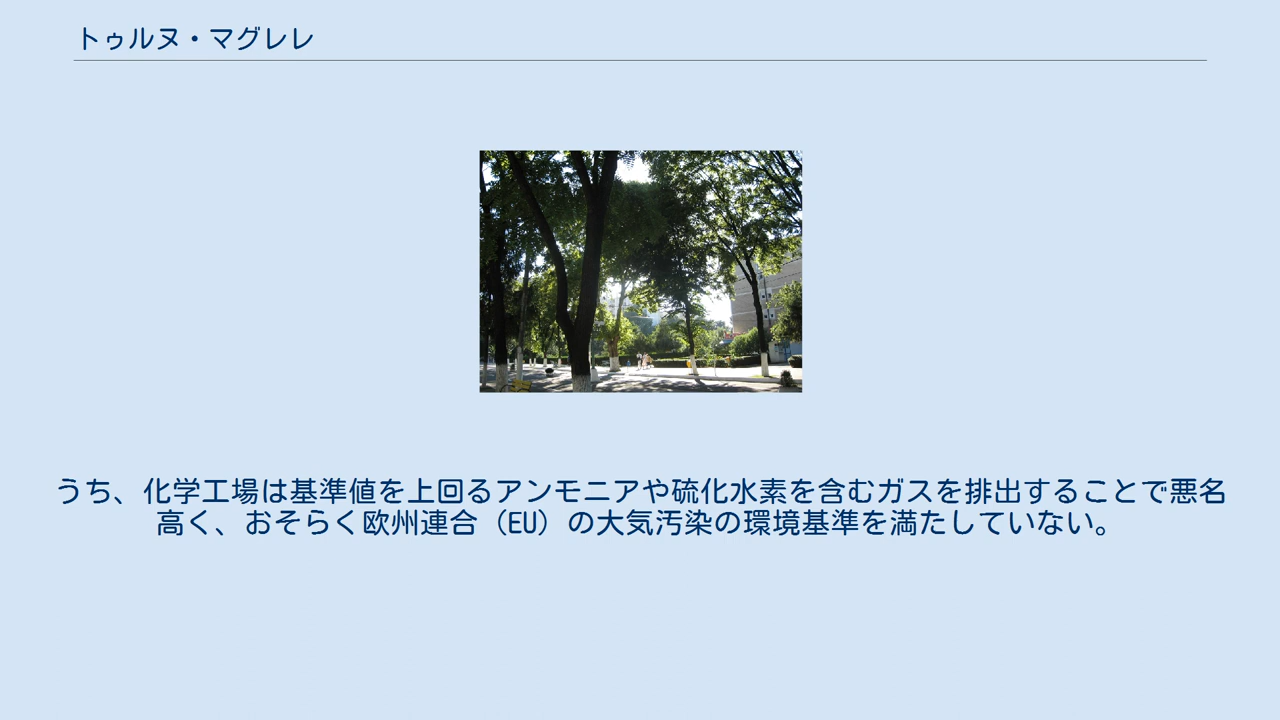 トゥルヌ・マグレレ
うち、化学工場は基準値を上回るアンモニアや硫化水素を含むガスを排出することで悪名
高く、おそらく欧州連合（EU）の大気汚染の環境基準を満たしていない。